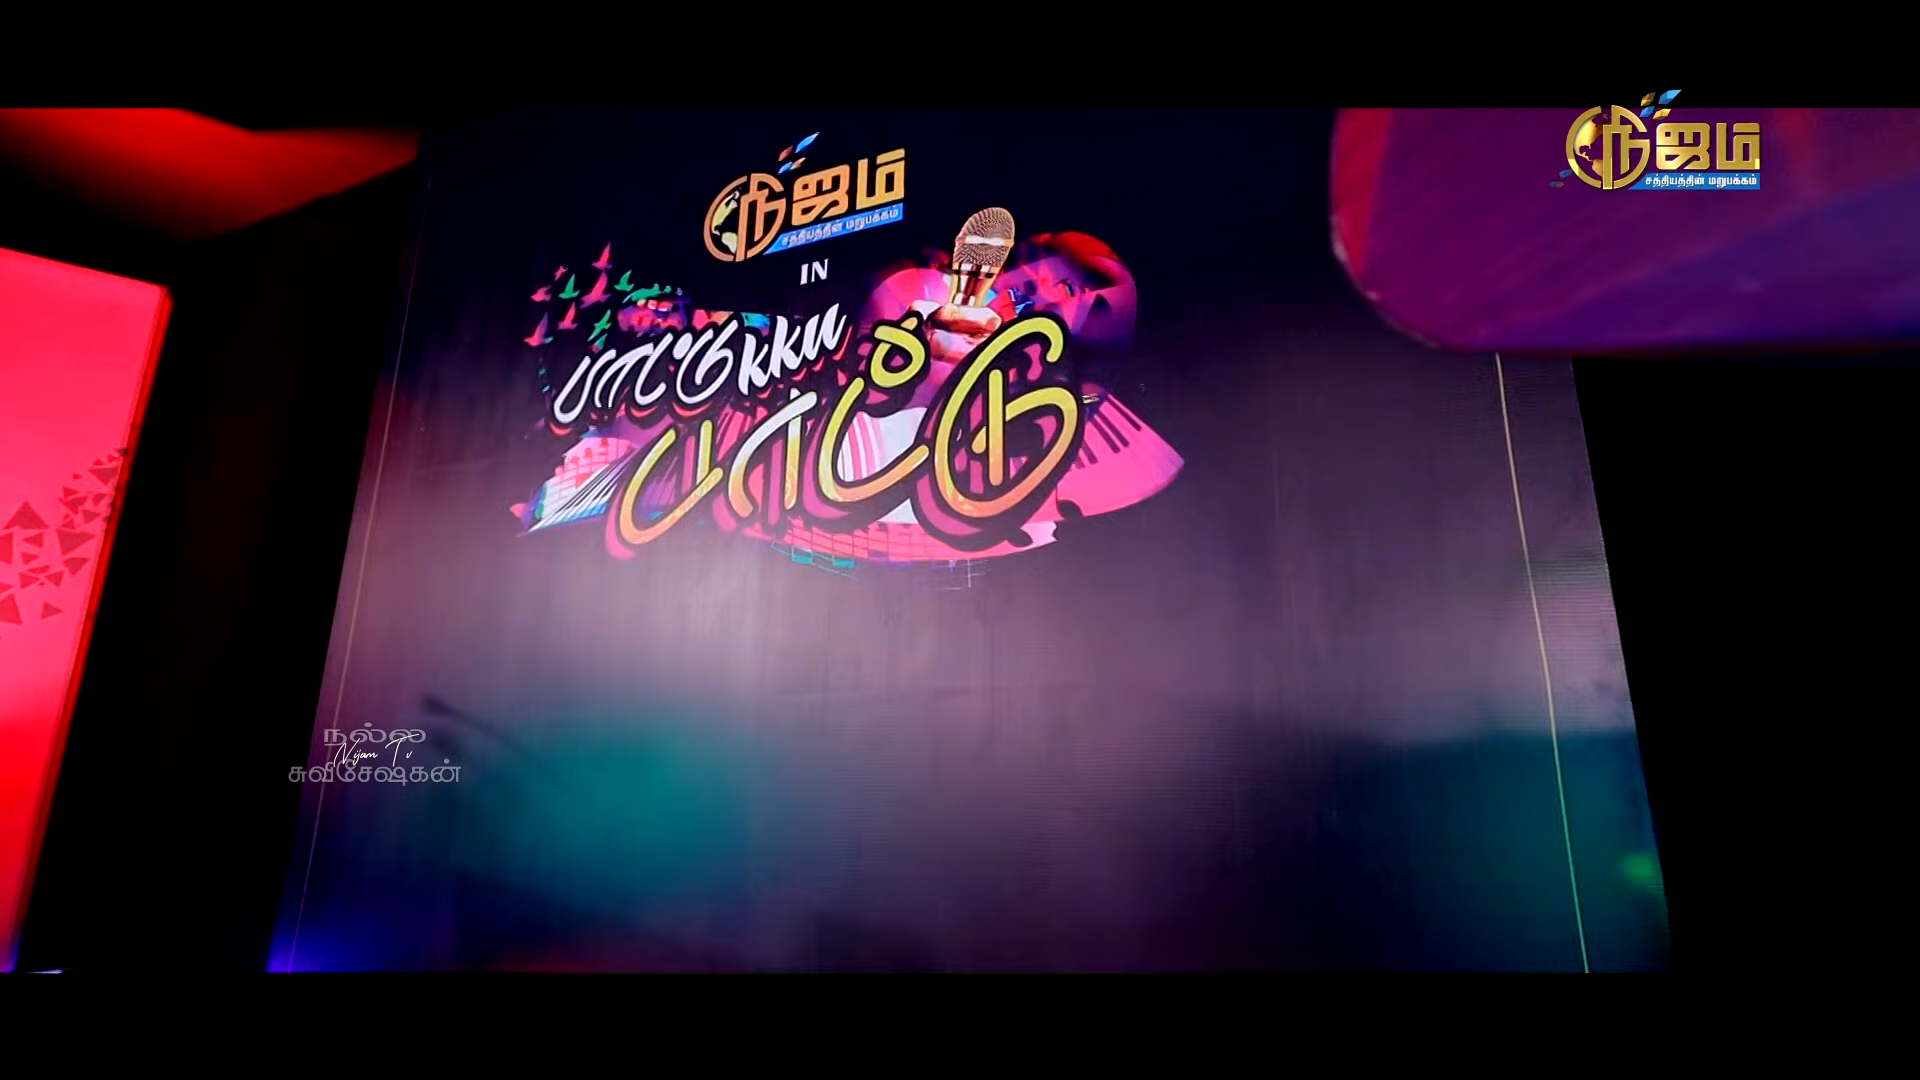 நிஜம்
சத்தியத்தின் மறுபக்கம்
நிஜம்
சத்தியத்தின் மறுபக்கம்
IN
பாட்டுkku
பாட்டு
நல்ல
Nijam Tv
சுவிசேஷகன்